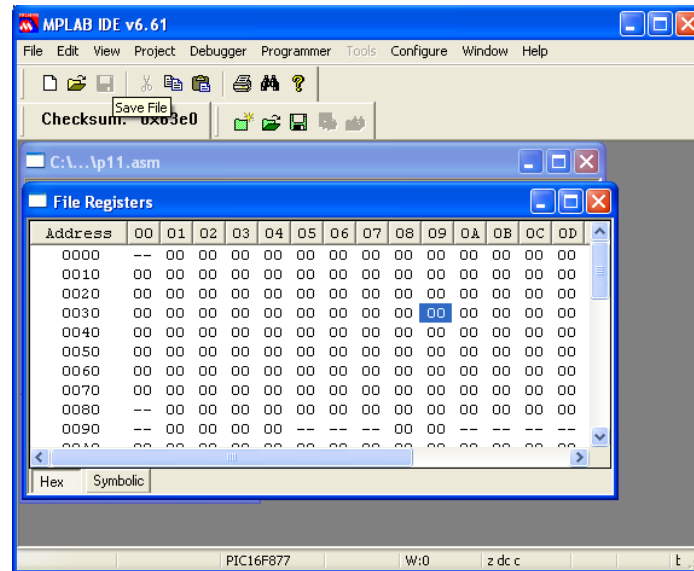 MPLAB IDE v6.61
File Edit View Project Debugger Programmer Tools Configure Window Help
Save File
Checksum: 0x63e0
C:\...\p11.asm
File Registers
Address 00 01 02 03 04 05 06 07 08 09 0A 0B 0C 0D
0000 -- 00 00 00 00 00 00 00 00 00 00 00 00 00
0010 00 00 00 00 00 00 00 00 00 00 00 00 00 00
0020 00 00 00 00 00 00 00 00 00 00 00 00 00 00
0030 00 00 00 00 00 00 00 00 00 00 00 00 00 00
0040 00 00 00 00 00 00 00 00 00 00 00 00 00 00
0050 00 00 00 00 00 00 00 00 00 00 00 00 00 00
0060 00 00 00 00 00 00 00 00 00 00 00 00 00 00
0070 00 00 00 00 00 00 00 00 00 00 00 00 00 00
0080 -- 00 00 00 00 00 00 00 00 00 00 00 00 00
0090 -- 00 00 00 00 -- -- -- 00 00 -- -- -- --
Hex Symbolic
PIC16F877 W:0 z dc c